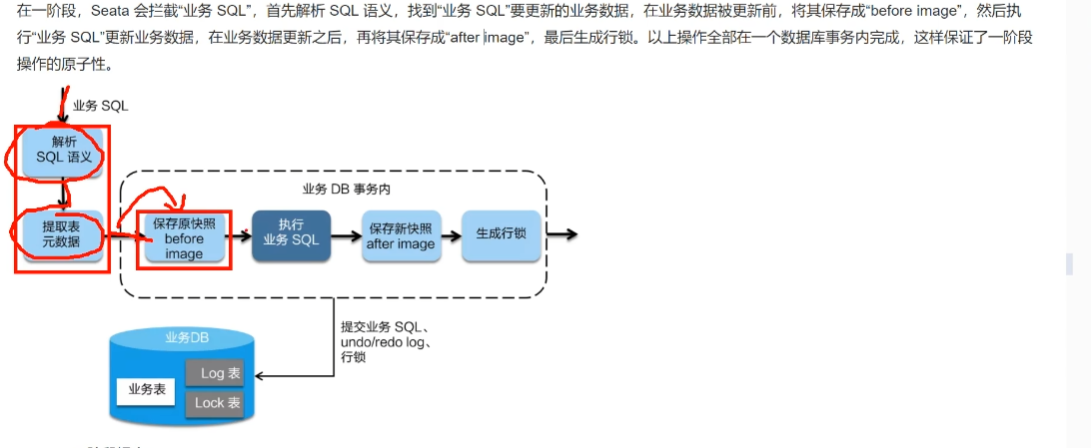 在一阶段，Seata 会拦截“业务 SQL”，首先解析 SQL 语义，找到“业务 SQL”要更新的业务数据，在业务数据被更新前，将其保存成“before image”，然后执
行“业务 SQL”更新业务数据，在业务数据更新之后，再将其保存成“after image”，最后生成行锁。以上操作全部在一个数据库事务内完成，这样保证了一阶段
操作的原子性。
业务 SQL
解析
SQL 语义
提取表
元数据
业务 DB 事务内
保存原快照
before
image
执行
业务 SQL
保存新快照
after image
生成行锁
提交业务 SQL、
undo/redo log、
行锁
业务DB
业务表
Log 表
Lock 表